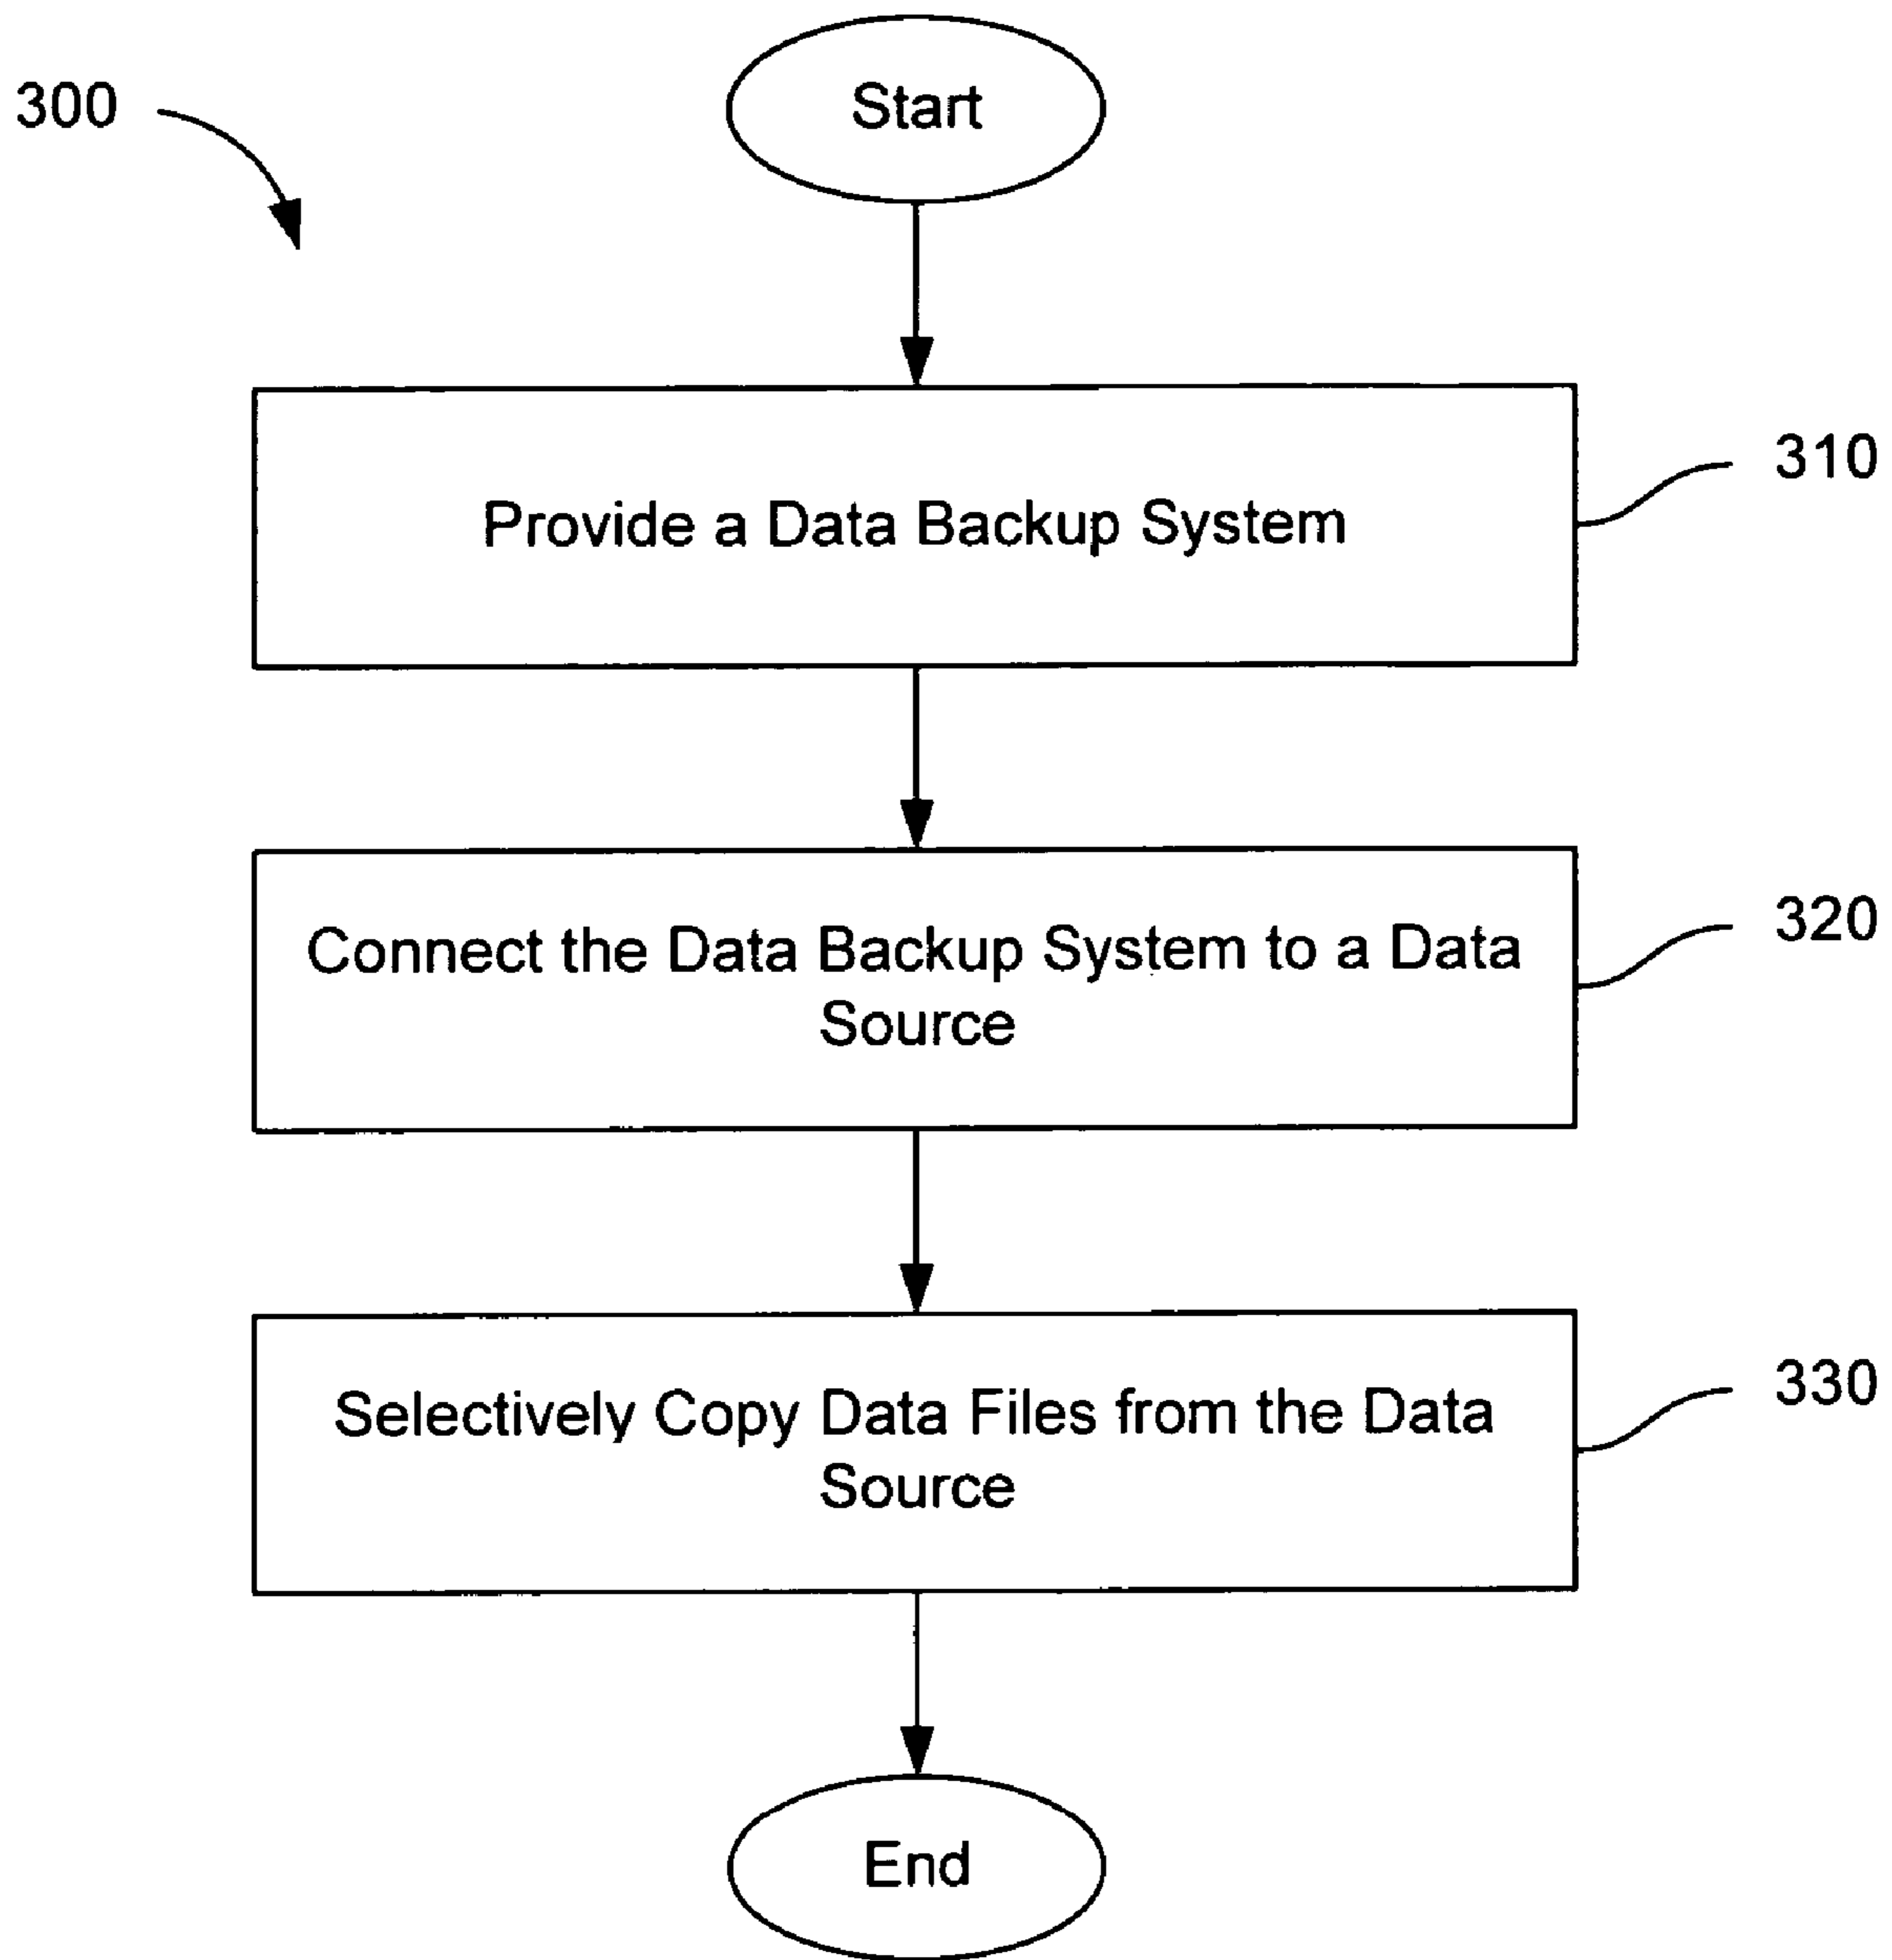 300
Start
Provide a Data Backup System
310
Connect the Data Backup System to a Data
Source
320
Selectively Copy Data Files from the Data
Source
330
End